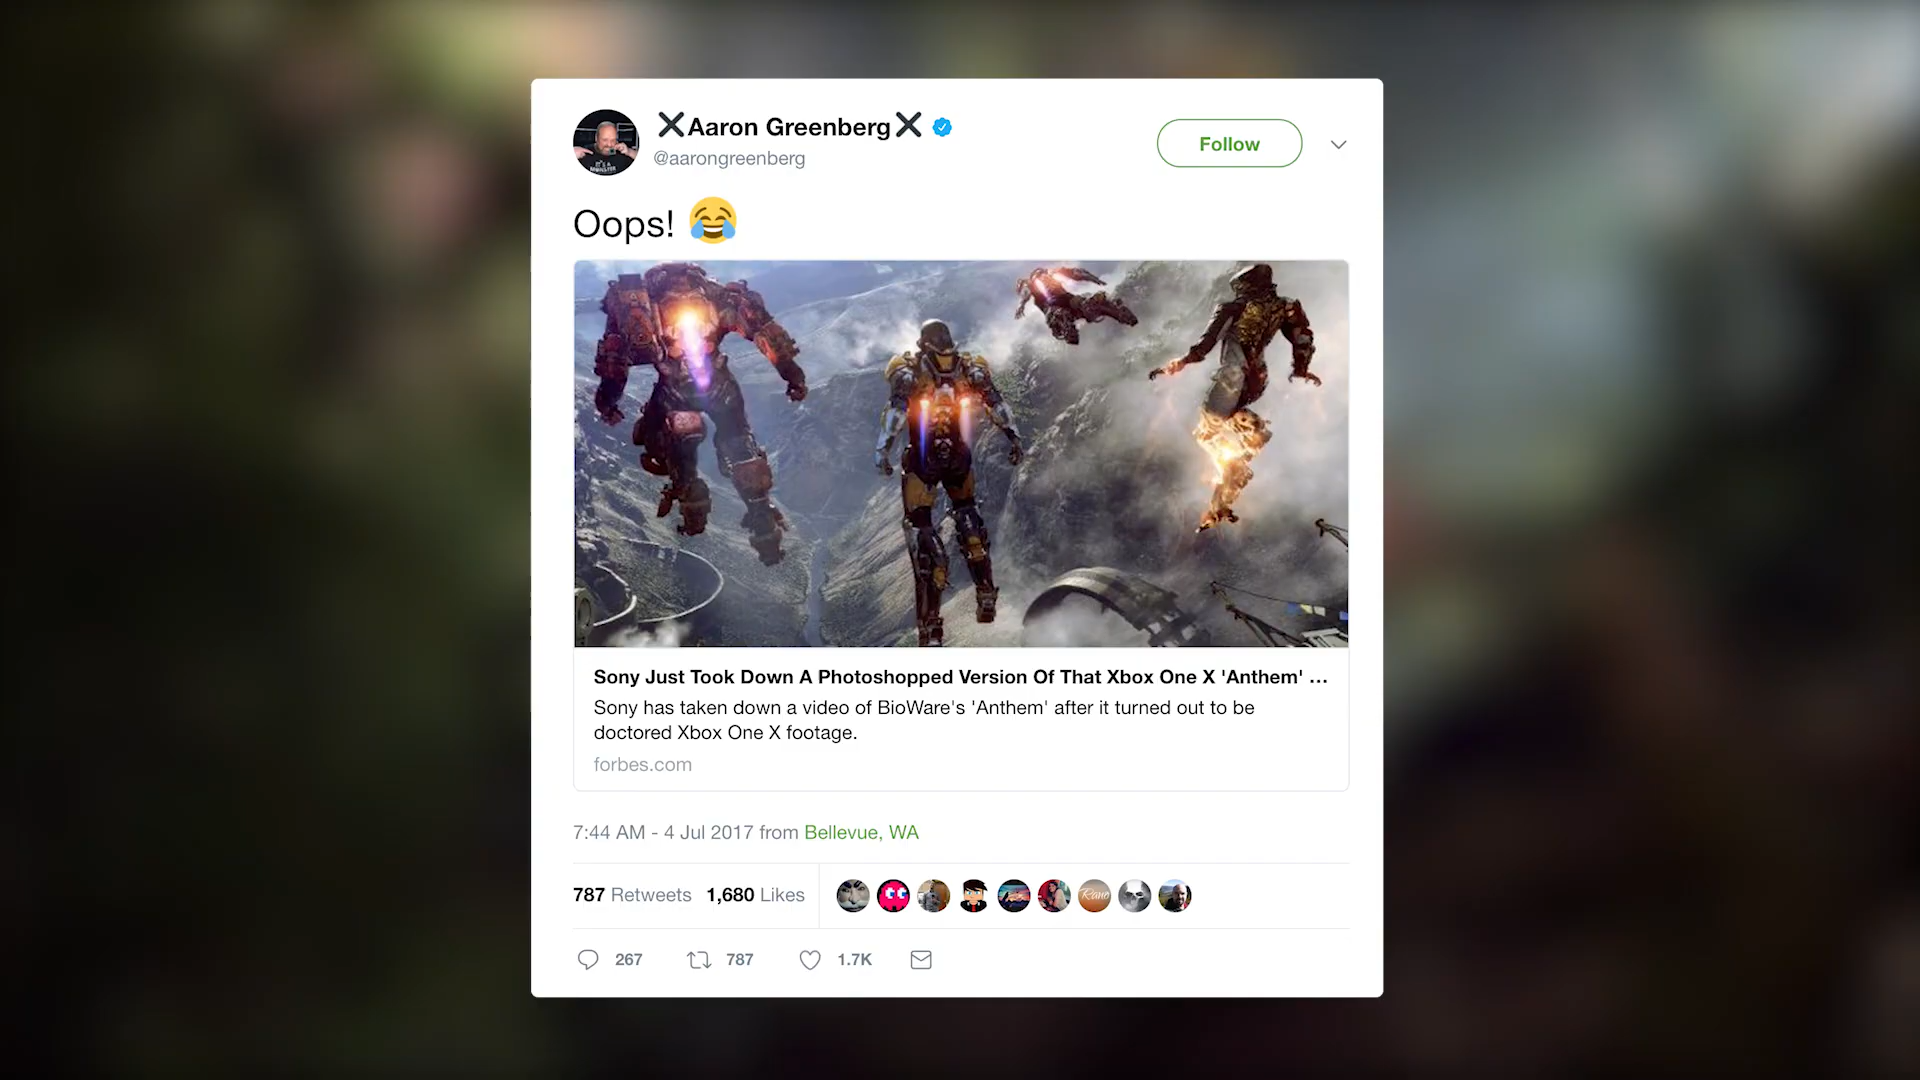 ❌Aaron Greenberg❌
@aarongreenberg
Follow
Oops! 😂
Sony Just Took Down A Photoshopped Version Of That Xbox One X 'Anthem' ...
Sony has taken down a video of BioWare's 'Anthem' after it turned out to be
doctored Xbox One X footage.
forbes.com
7:44 AM - 4 Jul 2017 from Bellevue, WA
787 Retweets 1,680 Likes
Rano
267 787 1.7K